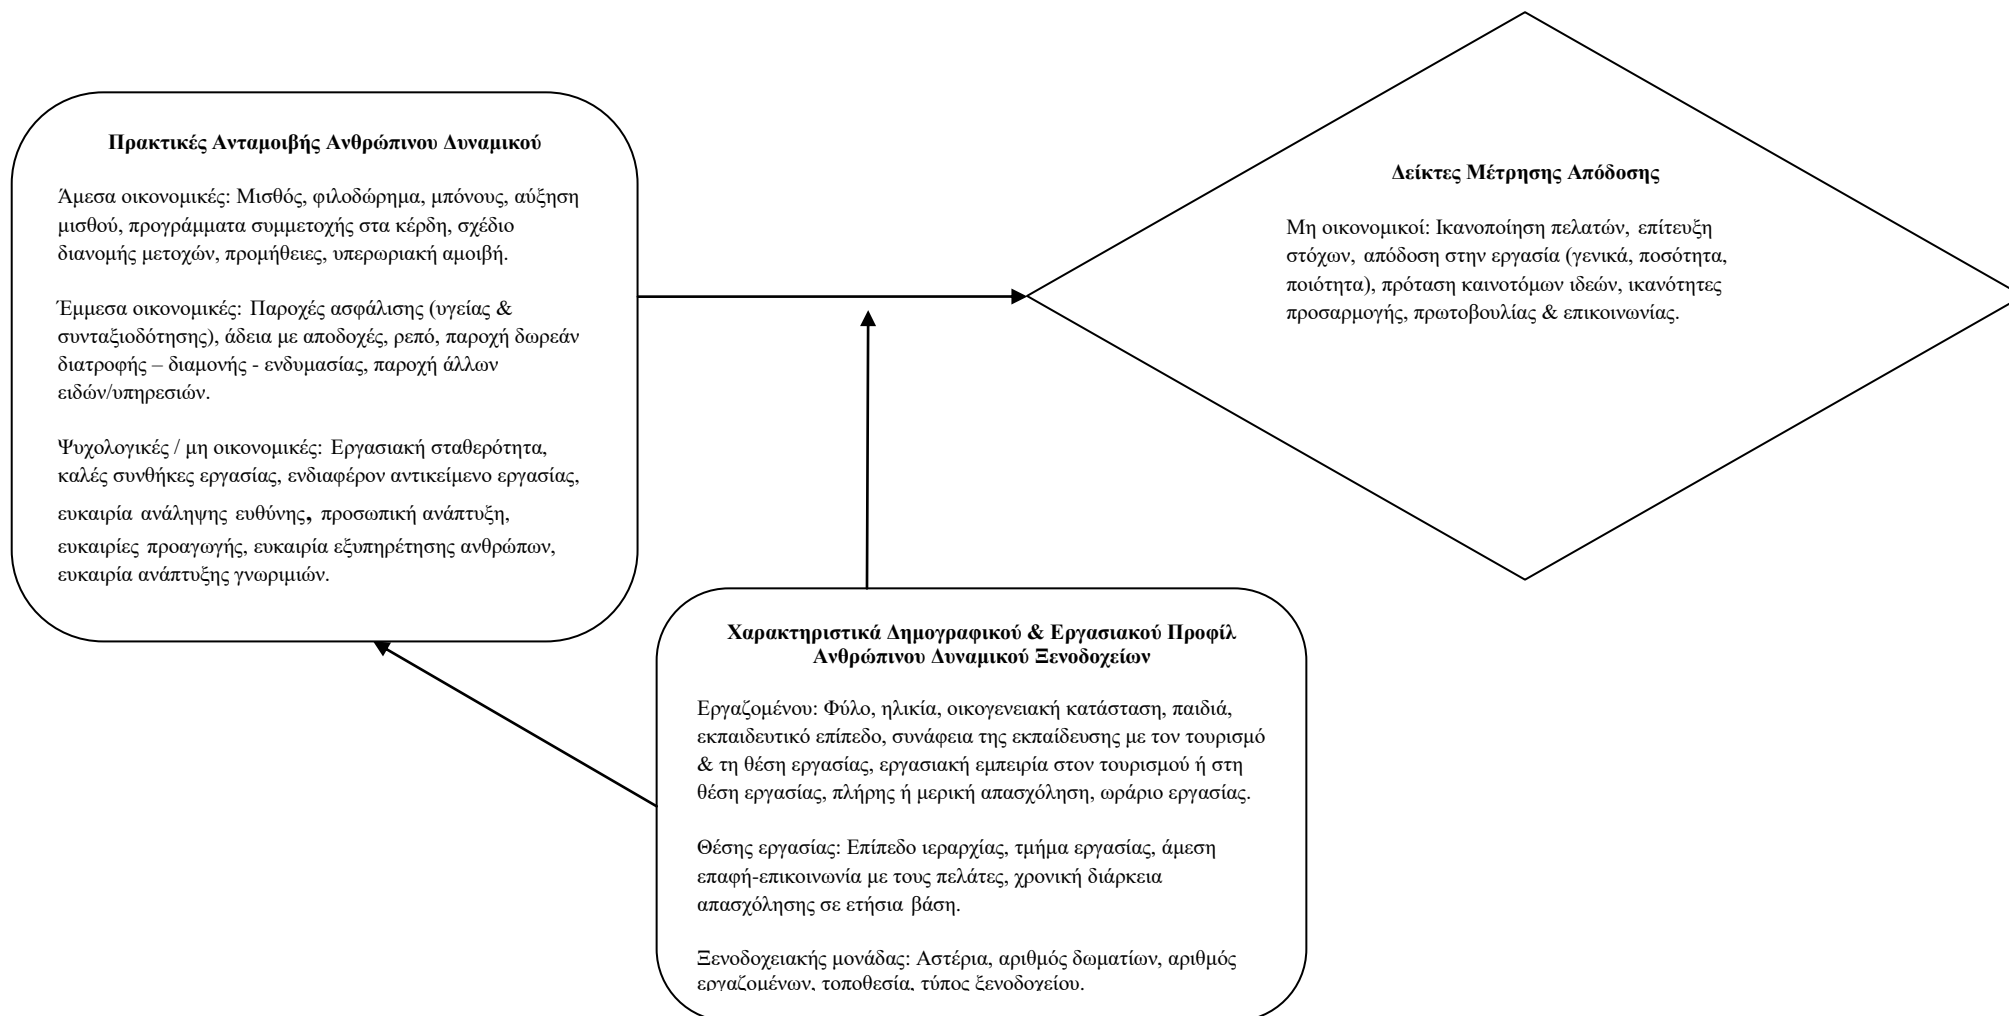 Πρακτικές Ανταμοιβής Ανθρώπινου Δυναμικού
Άμεσα οικονομικές: Μισθός, φιλοδώρημα, μπόνους, αύξηση
μισθού, προγράμματα συμμετοχής στα κέρδη, σχέδιο
διανομής μετοχών, προμήθειες, υπερωριακή αμοιβή.
Έμμεσα οικονομικές: Παροχές ασφάλισης (υγείας &
συνταξιοδότησης), άδεια με αποδοχές, ρεπό, παροχή δωρεάν
διατροφής – διαμονής - ενδυμασίας, παροχή άλλων
ειδών/υπηρεσιών.
Ψυχολογικές / μη οικονομικές: Εργασιακή σταθερότητα,
καλές συνθήκες εργασίας, ενδιαφέρον αντικείμενο εργασίας,
ευκαιρία ανάληψης ευθύνης, προσωπική ανάπτυξη,
ευκαιρίες προαγωγής, ευκαιρία εξυπηρέτησης ανθρώπων,
ευκαιρία ανάπτυξης γνωριμιών.
Δείκτες Μέτρησης Απόδοσης
Μη οικονομικοί: Ικανοποίηση πελατών, επίτευξη
στόχων, απόδοση στην εργασία (γενικά, ποσότητα,
ποιότητα), πρόταση καινοτόμων ιδεών, ικανότητες
προσαρμογής, πρωτοβουλίας & επικοινωνίας.
Χαρακτηριστικά Δημογραφικού & Εργασιακού Προφίλ
Ανθρώπινου Δυναμικού Ξενοδοχείων
Εργαζομένου: Φύλο, ηλικία, οικογενειακή κατάσταση, παιδιά,
εκπαιδευτικό επίπεδο, συνάφεια της εκπαίδευσης με τον τουρισμό
& τη θέση εργασίας, εργασιακή εμπειρία στον τουρισμού ή στη
θέση εργασίας, πλήρης ή μερική απασχόληση, ωράριο εργασίας.
Θέσης εργασίας: Επίπεδο ιεραρχίας, τμήμα εργασίας, άμεση
επαφή-επικοινωνία με τους πελάτες, χρονική διάρκεια
απασχόλησης σε ετήσια βάση.
Ξενοδοχειακής μονάδας: Αστέρια, αριθμός δωματίων, αριθμός
εργαζομένων, τοποθεσία, τύπος ξενοδοχείου.